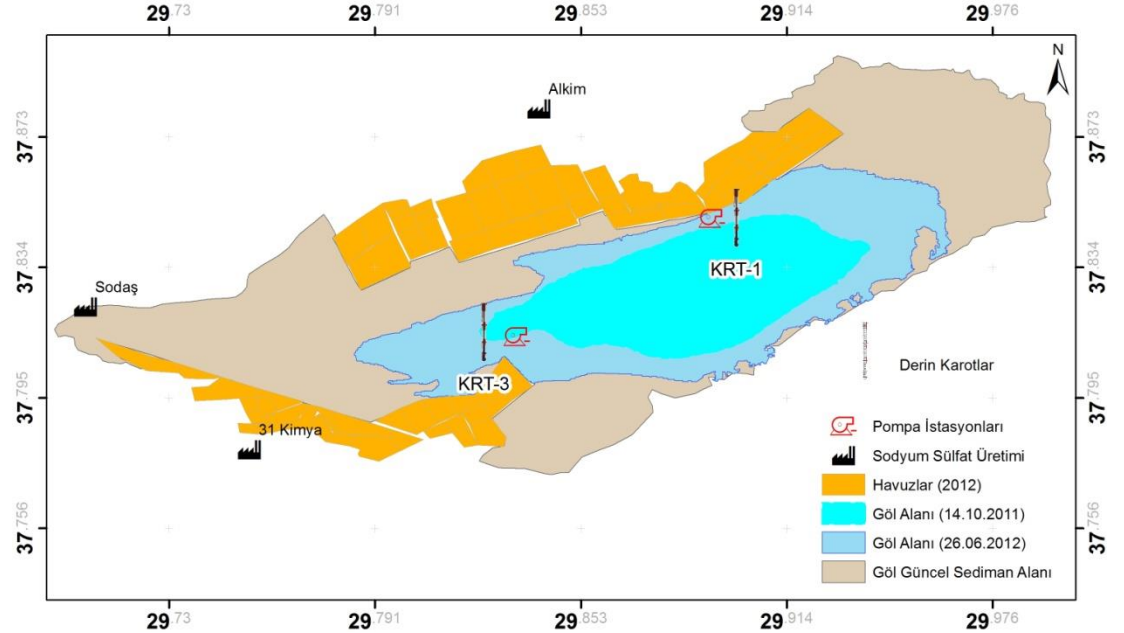 29.73 29.791 29.853 29.914 29.976
N
Alkim
37.873 37.873
37.834 37.834
KRT-1
Sodaş
Derin Karotlar
KRT-3
37.795 37.795
31 Kimya
Pompa İstasyonları
Sodyum Sülfat Üretimi
Havuzlar (2012)
Göl Alanı (14.10.2011)
37.756 37.756
Göl Alanı (26.06.2012)
Göl Güncel Sediman Alanı
29.73 29.791 29.853 29.914 29.976